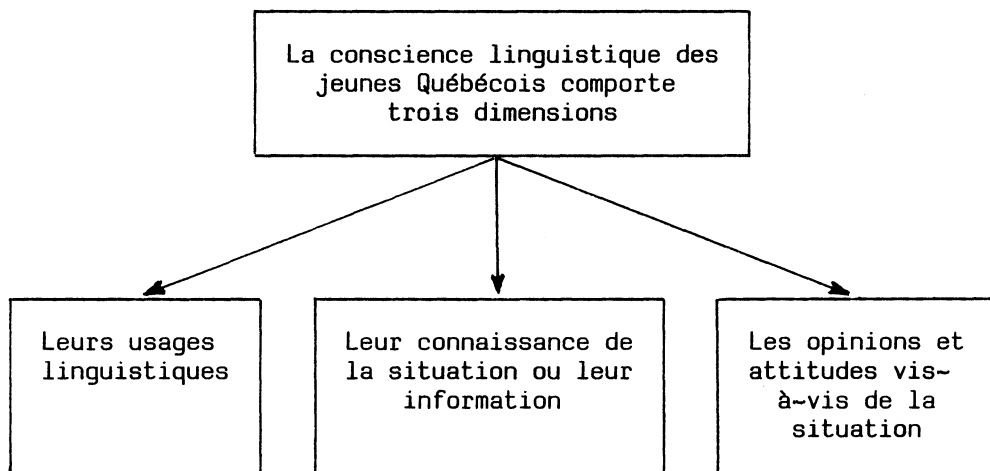 La conscience linguistique des
jeunes Québécois comporte
trois dimensions
Leurs usages
linguistiques
Leur connaissance de
la situation ou leur
information
Les opinions et
attitudes vis~
à~vis de la
situation